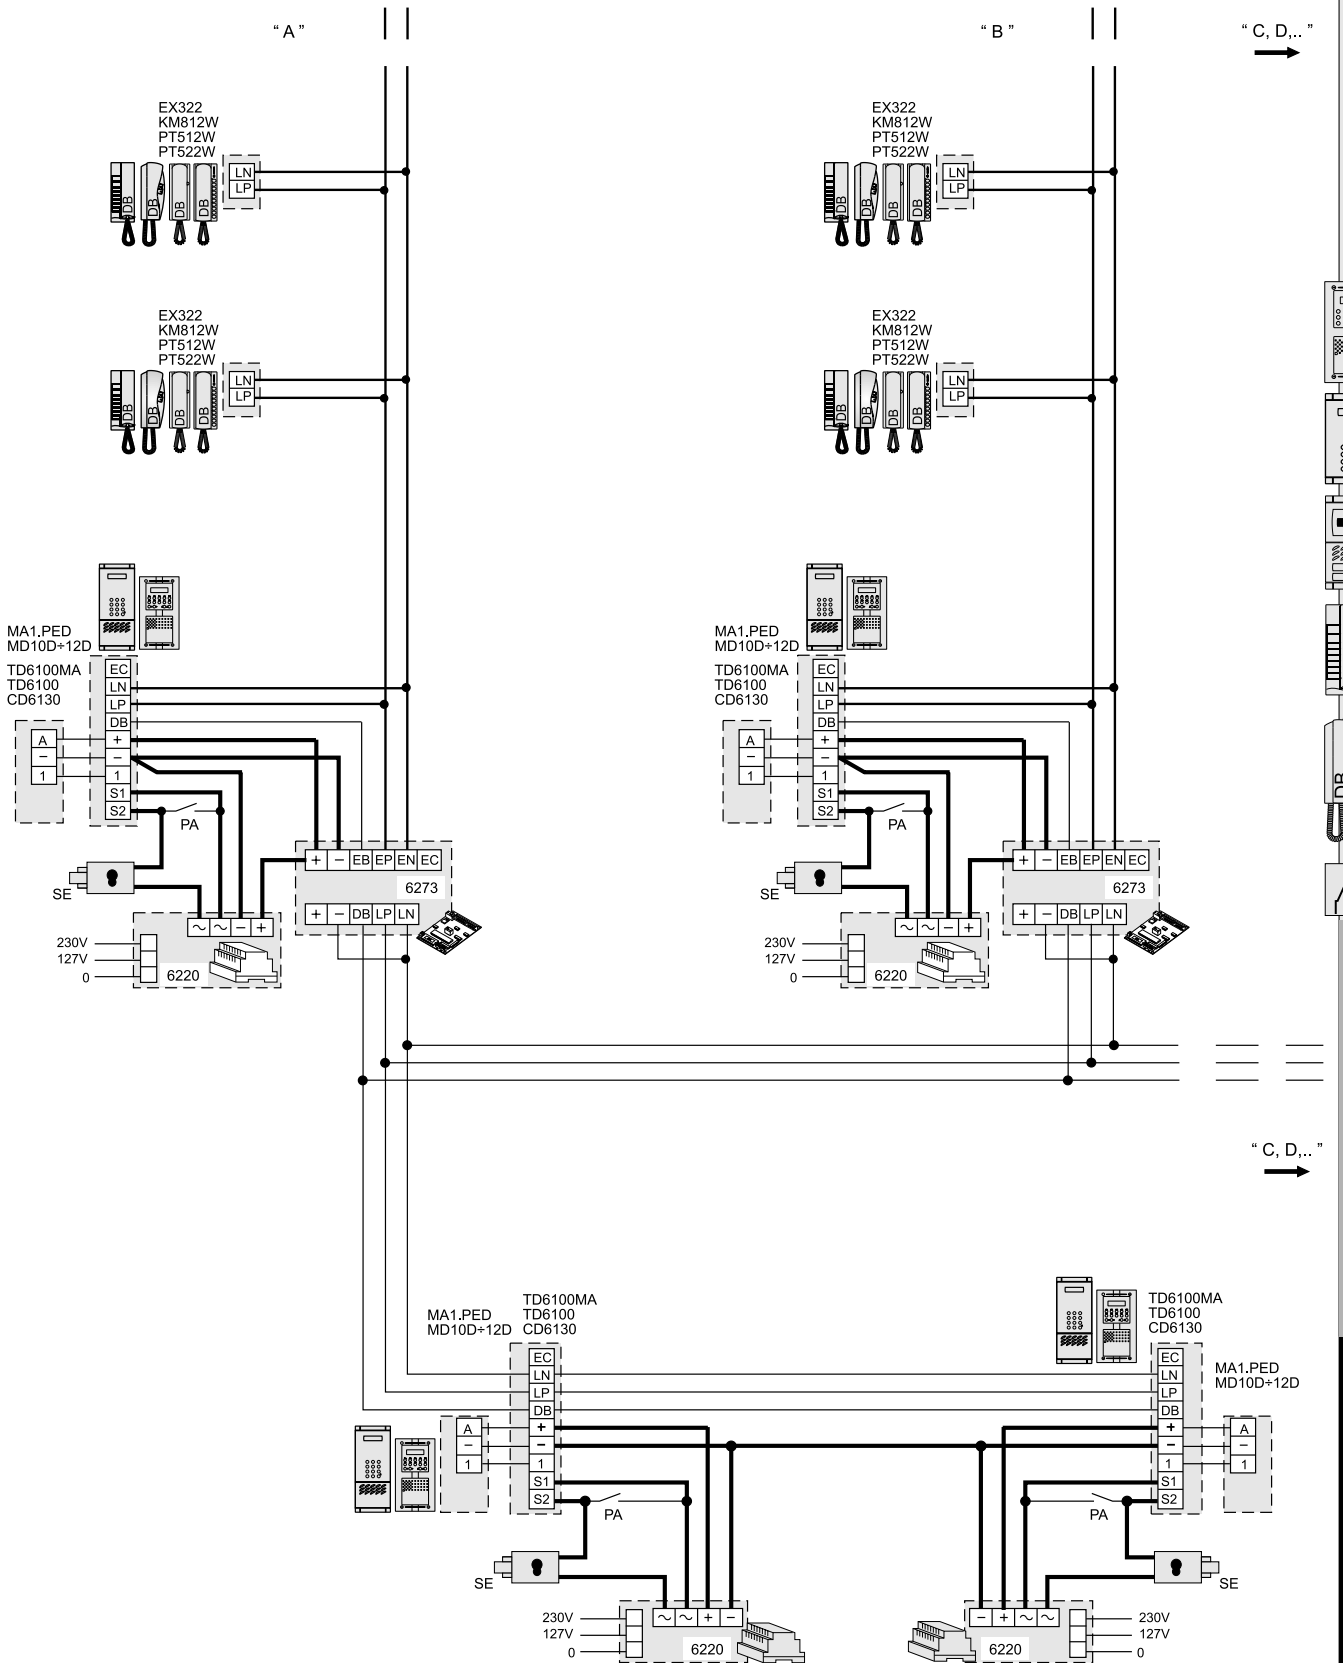 “ A ”
“ B ”
“ C, D,.. ”
EX322
KM812W
PT512W
PT522W
LN
LP
DB
DB
DB
DB
EX322
KM812W
PT512W
PT522W
LN
LP
DB
DB
DB
DB
EX322
KM812W
PT512W
PT522W
LN
LP
DB
DB
DB
DB
EX322
KM812W
PT512W
PT522W
LN
LP
DB
DB
DB
DB
MA1.PED
MD10D÷12D
TD6100MA
TD6100
CD6130
EC
LN
LP
DB
+
−
1
S1
S2
A
−
1
PA
SE
+ − EB EP EN EC
6273
+ − DB LP LN
∼ ∼ − +
230V
127V
0
6220
MA1.PED
MD10D÷12D
TD6100MA
TD6100
CD6130
EC
LN
LP
DB
+
−
1
S1
S2
A
−
1
PA
SE
+ − EB EP EN EC
6273
+ − DB LP LN
∼ ∼ − +
230V
127V
0
6220
DB
“ C, D,.. ”
MA1.PED
MD10D÷12D
TD6100MA
TD6100
CD6130
EC
LN
LP
DB
+
−
1
S1
S2
A
−
1
PA
SE
∼ ∼ + −
230V
127V
0
6220
TD6100MA
TD6100
CD6130
MA1.PED
MD10D÷12D
EC
LN
LP
DB
+
−
1
S1
S2
A
−
1
PA
SE
− + ∼ ∼
230V
127V
0
6220